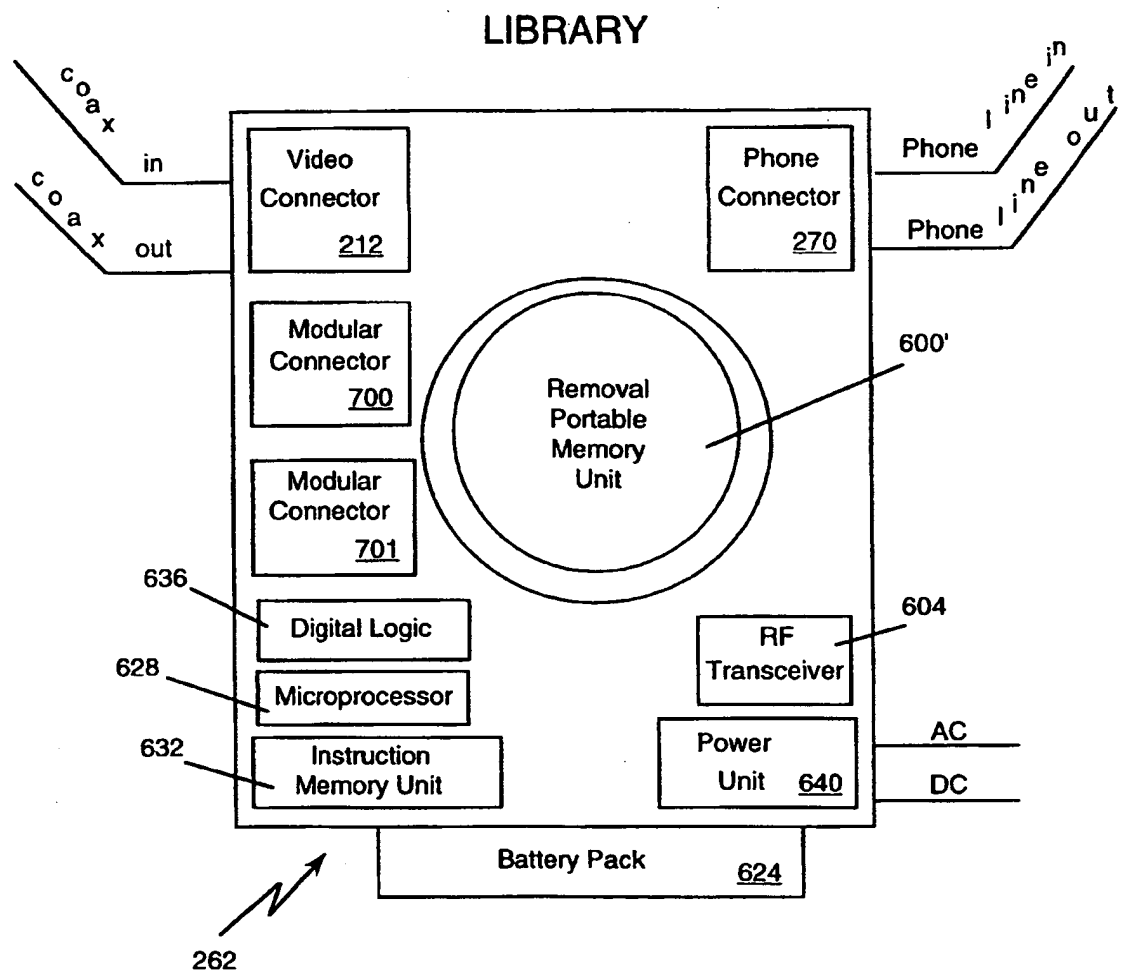 LIBRARY
coax
in
coax
out
Phone line in
Phone line out
Video
Connector
212
Phone
Connector
270
Modular
Connector
700
600'
Removal
Portable
Memory
Unit
Modular
Connector
701
636
Digital Logic
604
RF
Transceiver
628
Microprocessor
632
Instruction
Memory Unit
Power
Unit 640
AC
DC
Battery Pack
624
262